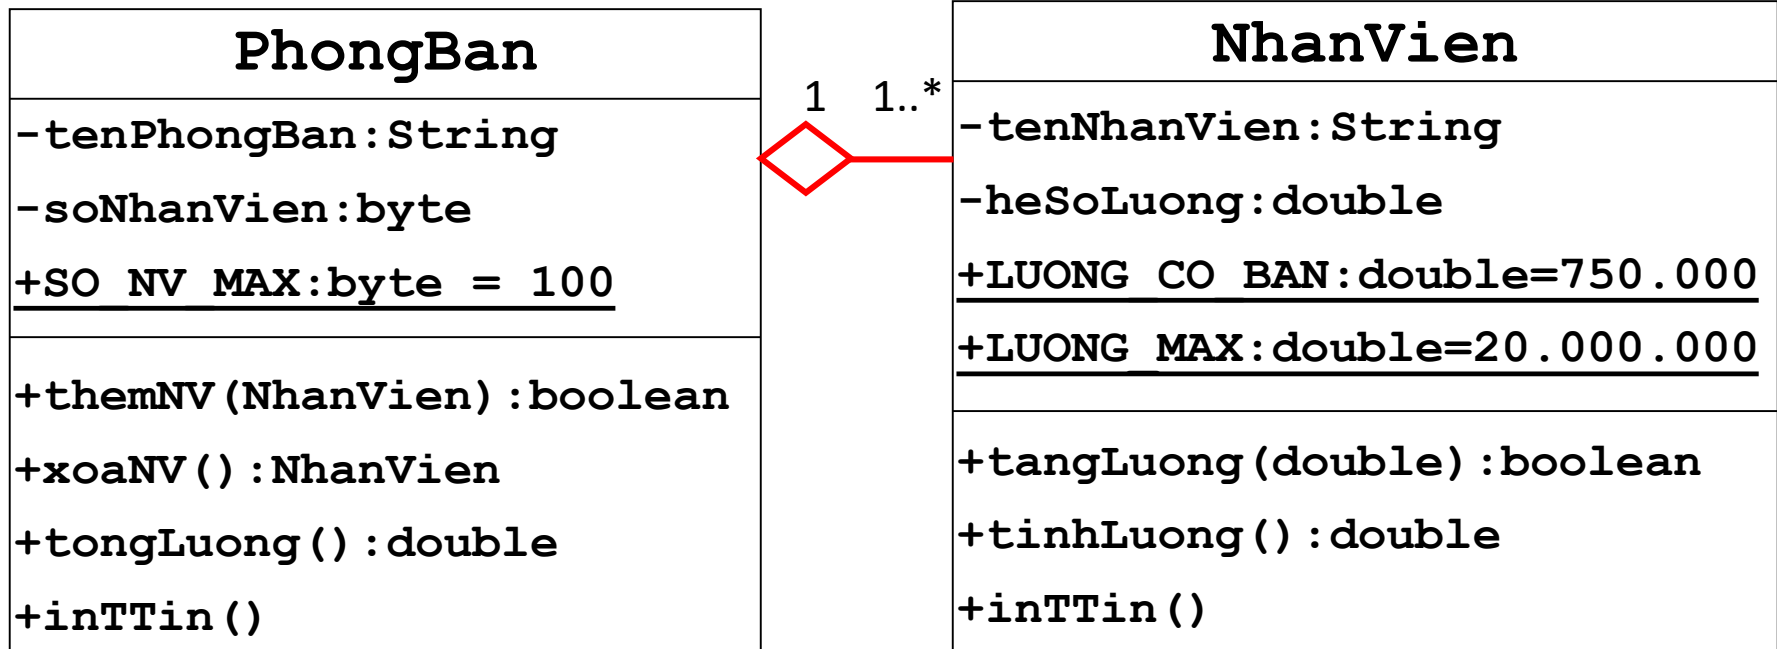 PhongBan
-tenPhongBan:String
-soNhanVien:byte
+SO_NV_MAX:byte = 100
+themNV(NhanVien):boolean
+xoaNV():NhanVien
+tongLuong():double
+inTTin()
1 1..*
NhanVien
-tenNhanVien:String
-heSoLuong:double
+LUONG_CO_BAN:double=750.000
+LUONG_MAX:double=20.000.000
+tangLuong(double):boolean
+tinhLuong():double
+inTTin()